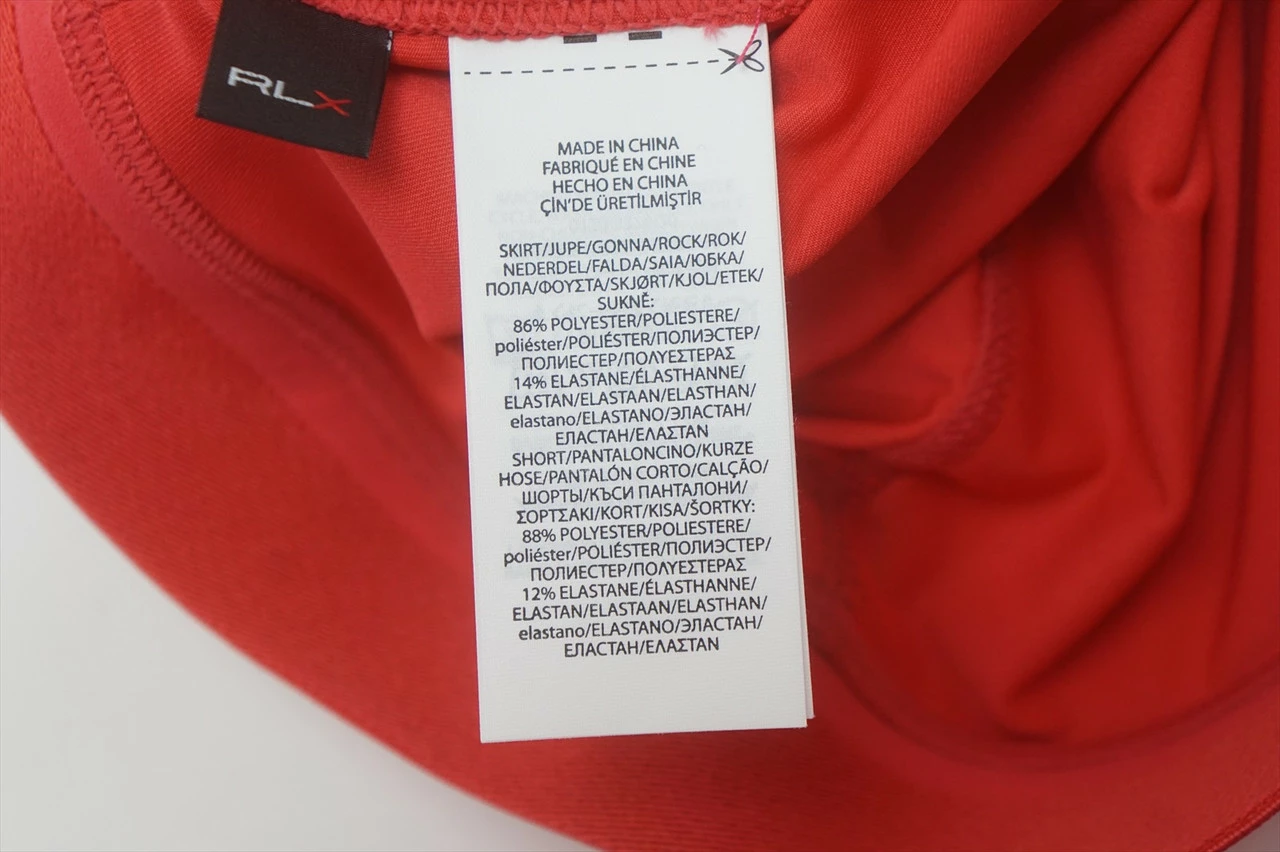 RLX
MADE IN CHINA
FABRIQUÉ EN CHINE
HECHO EN CHINA
ÇİN'DE ÜRETİLMİŞTİR
SKIRT/JUPE/GONNA/ROCK/ROK/
NEDERDEL/FALDA/SAIA/ЮБКА/
ПОЛА/ΦΟΥΣΤΑ/SKJØRT/KJOL/ETEK/
SUKNĚ:
86% POLYESTER/POLIESTERE/
poliéster/POLIÉSTER/ПОЛИЭСТЕР/
ПОЛИЕСТЕР/ΠΟΛΥΕΣΤΕΡΑΣ
14% ELASTANE/ÉLASTHANNE/
ELASTAN/ELASTAAN/ELASTHAN/
elastano/ELASTANO/ЭЛАСТАН/
ЕЛАСТАН/ΕΛΑΣΤΑΝ
SHORT/PANTALONCINO/KURZE
HOSE/PANTALÓN CORTO/CALÇÃO/
ШОРТЫ/КЪСИ ПАНТАЛОНИ/
ΣΟΡΤΣΑΚΙ/KORT/KISA/ŠORTKY:
88% POLYESTER/POLIESTERE/
poliéster/POLIÉSTER/ПОЛИЭСТЕР/
ПОЛИЕСТЕР/ΠΟΛΥΕΣΤΕΡΑΣ
12% ELASTANE/ÉLASTHANNE/
ELASTAN/ELASTAAN/ELASTHAN/
elastano/ELASTANO/ЭЛАСТАН/
ЕЛАСТАН/ΕΛΑΣΤΑΝ